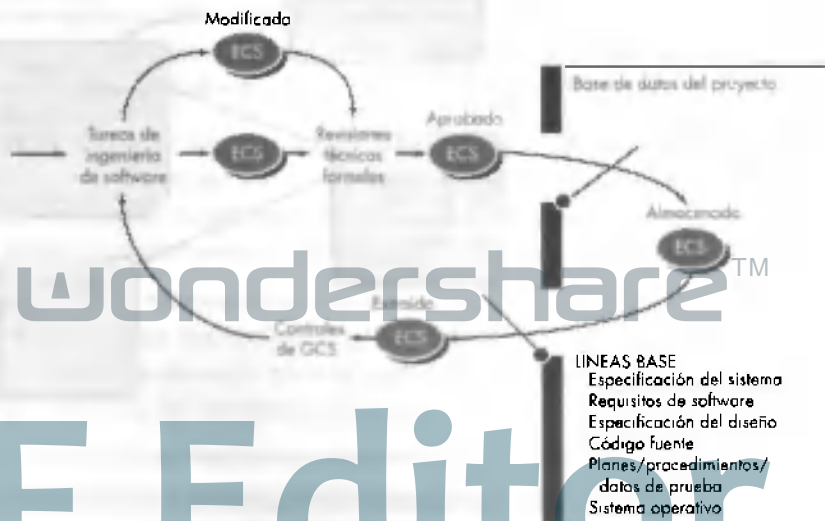 Modificado
ECS
Base de datos del proyecto
Aprobado
Tareas de
ingeniería
de software
ECS
Revisiones
técnicas
formales
ECS
Almacenado
ECS
wondershare™
Extraído
Controles
de GCS
ECS
LINEAS BASE
Especificación del sistema
Requisitos de software
Especificación del diseño
Código fuente
Planes/procedimientos/
datos de prueba
Sistema operativo
F Editor